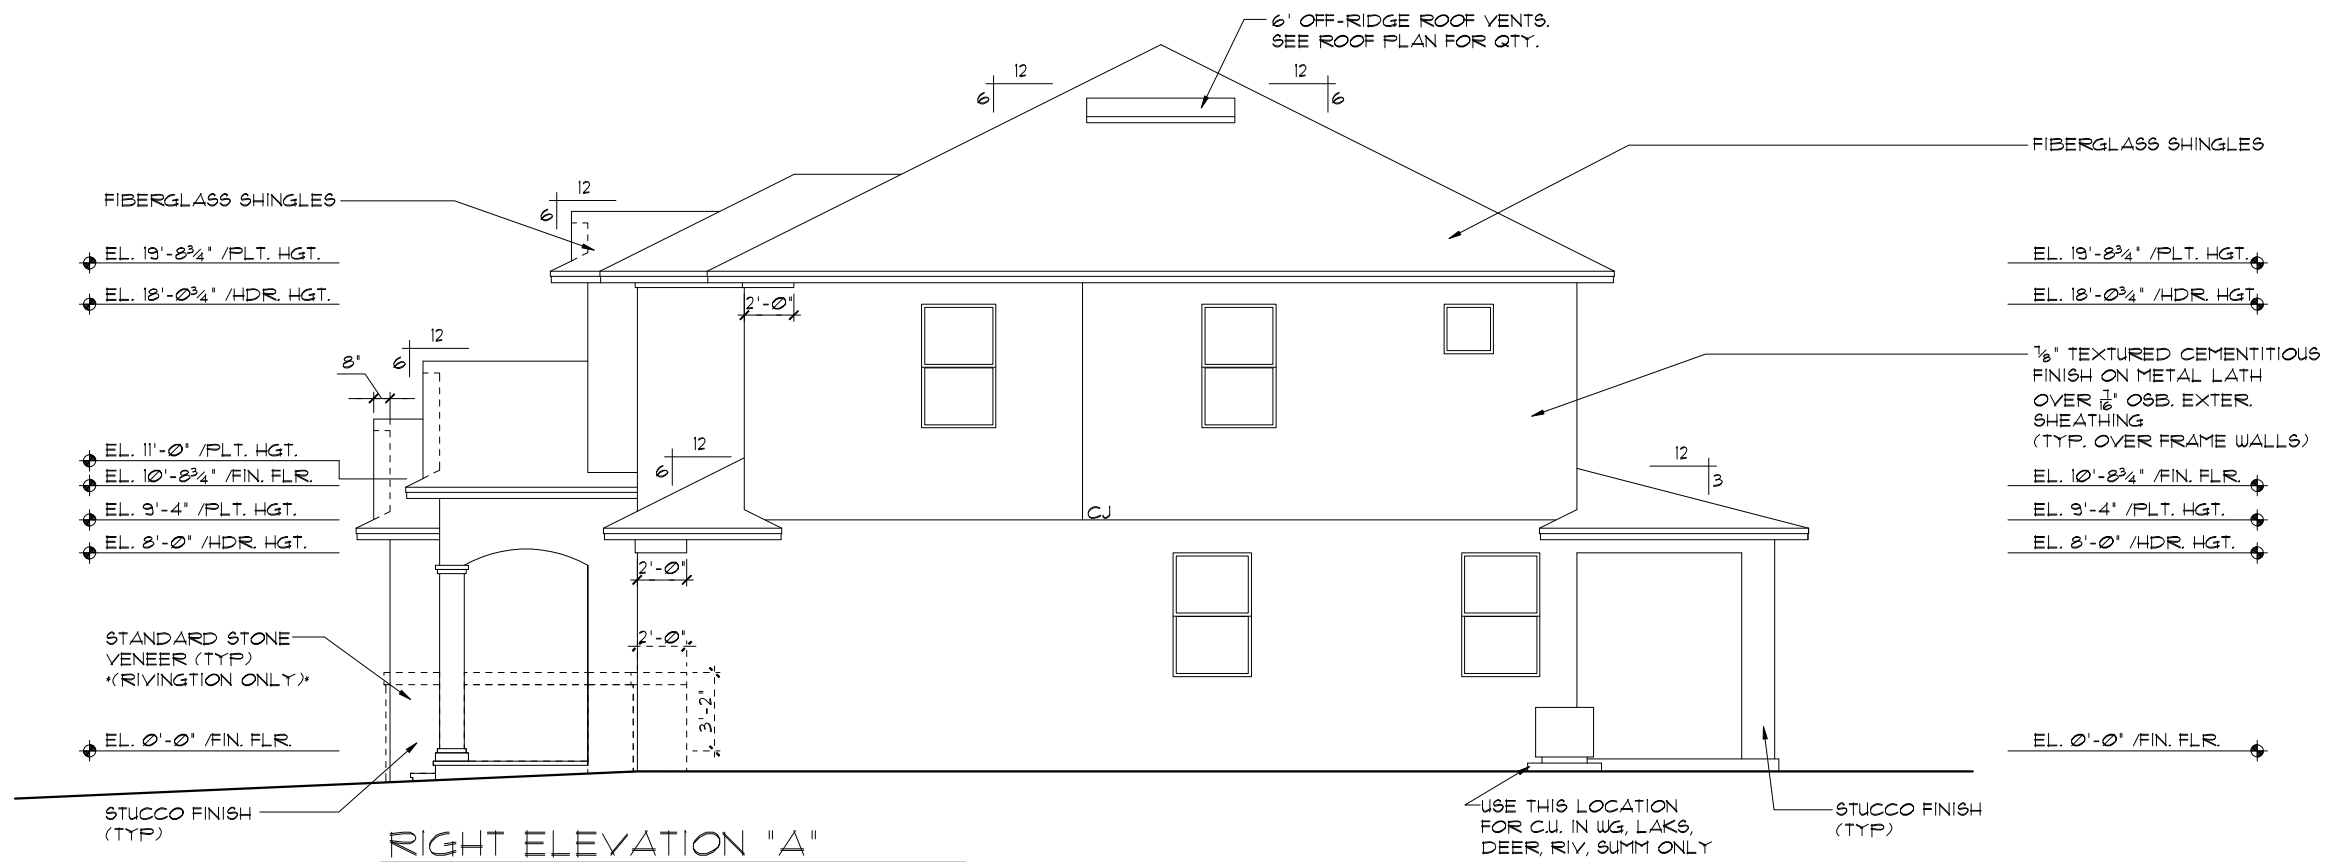 6' OFF-RIDGE ROOF VENTS.
SEE ROOF PLAN FOR QTY.
12
6
12
6
FIBERGLASS SHINGLES
FIBERGLASS SHINGLES
12
6
EL. 19'-8¾" /PLT. HGT.
EL. 18'-0¾" /HDR. HGT.
EL. 19'-8¾" /PLT. HGT.
EL. 18'-0¾" /HDR. HGT.
2'-0"
12
6
8"
⅞" TEXTURED CEMENTITIOUS
FINISH ON METAL LATH
OVER 7/16" OSB. EXTER.
SHEATHING
(TYP. OVER FRAME WALLS)
EL. 11'-0" /PLT. HGT.
EL. 10'-8¾" /FIN. FLR.
EL. 9'-4" /PLT. HGT.
EL. 8'-0" /HDR. HGT.
12
6
CJ
12
3
EL. 10'-8¾" /FIN. FLR.
EL. 9'-4" /PLT. HGT.
EL. 8'-0" /HDR. HGT.
2'-0"
2'-0"
3'-2"
STANDARD STONE
VENEER (TYP)
*(RIVINGTION ONLY)*
EL. 0'-0" /FIN. FLR.
EL. 0'-0" /FIN. FLR.
STUCCO FINISH
(TYP)
USE THIS LOCATION
FOR C.U. IN WG, LAKS,
DEER, RIV, SUMM ONLY
STUCCO FINISH
(TYP)
RIGHT ELEVATION "A"